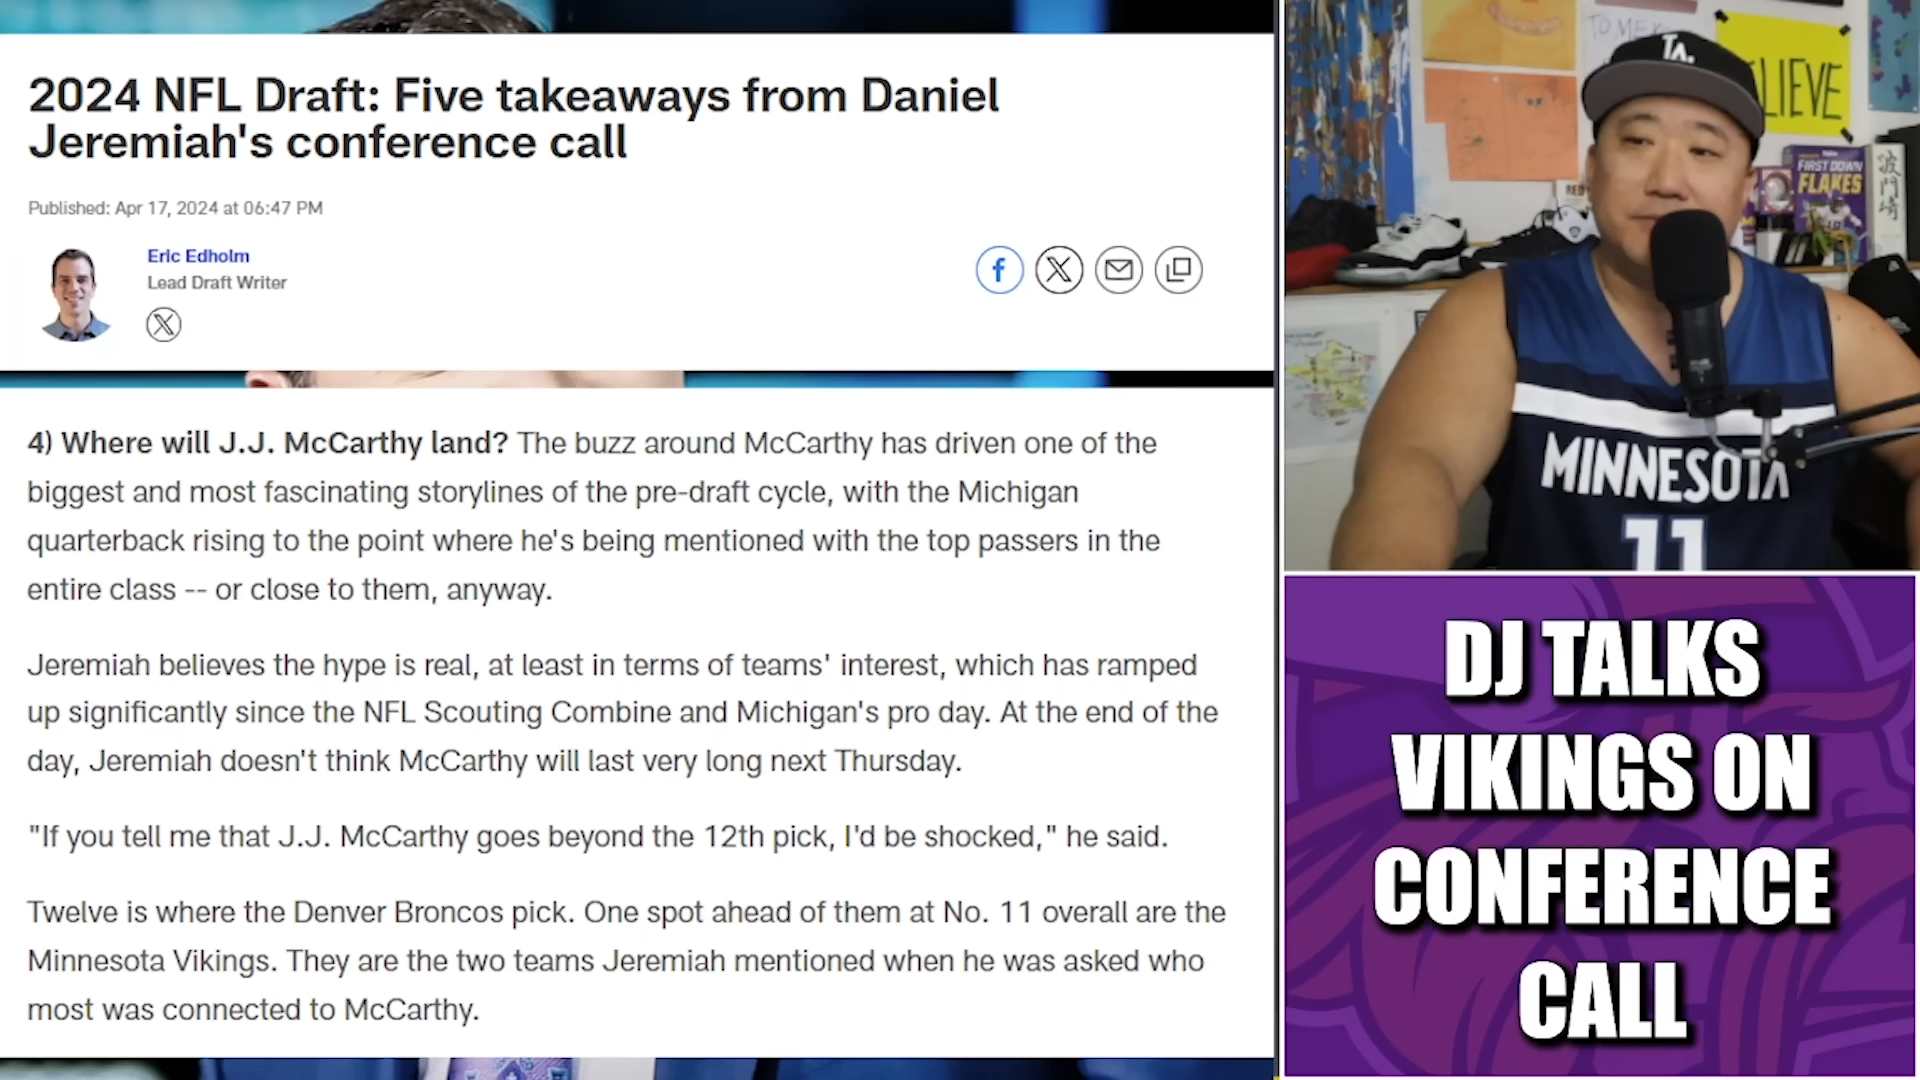 2024 NFL Draft: Five takeaways from Daniel
Jeremiah's conference call
Published: Apr 17, 2024 at 06:47 PM
Eric Edholm
Lead Draft Writer
4) Where will J.J. McCarthy land? The buzz around McCarthy has driven one of the
biggest and most fascinating storylines of the pre-draft cycle, with the Michigan
quarterback rising to the point where he's being mentioned with the top passers in the
entire class -- or close to them, anyway.
Jeremiah believes the hype is real, at least in terms of teams' interest, which has ramped
up significantly since the NFL Scouting Combine and Michigan's pro day. At the end of the
day, Jeremiah doesn't think McCarthy will last very long next Thursday.
"If you tell me that J.J. McCarthy goes beyond the 12th pick, I'd be shocked," he said.
Twelve is where the Denver Broncos pick. One spot ahead of them at No. 11 overall are the
Minnesota Vikings. They are the two teams Jeremiah mentioned when he was asked who
most was connected to McCarthy.
TO ME
LIEVE
TA.
FIRST DOWN
FLAKES
RED
MINNESOTA
11
DJ TALKS
VIKINGS ON
CONFERENCE
CALL